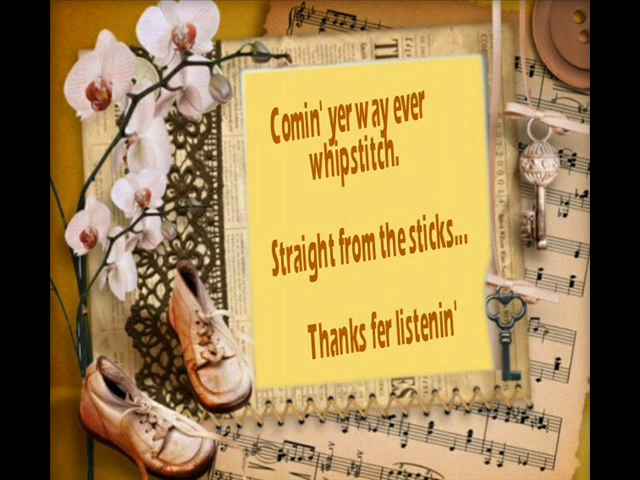 Comin' yer way ever
whipstitch.
Straight from the sticks...
Thanks fer listenin'